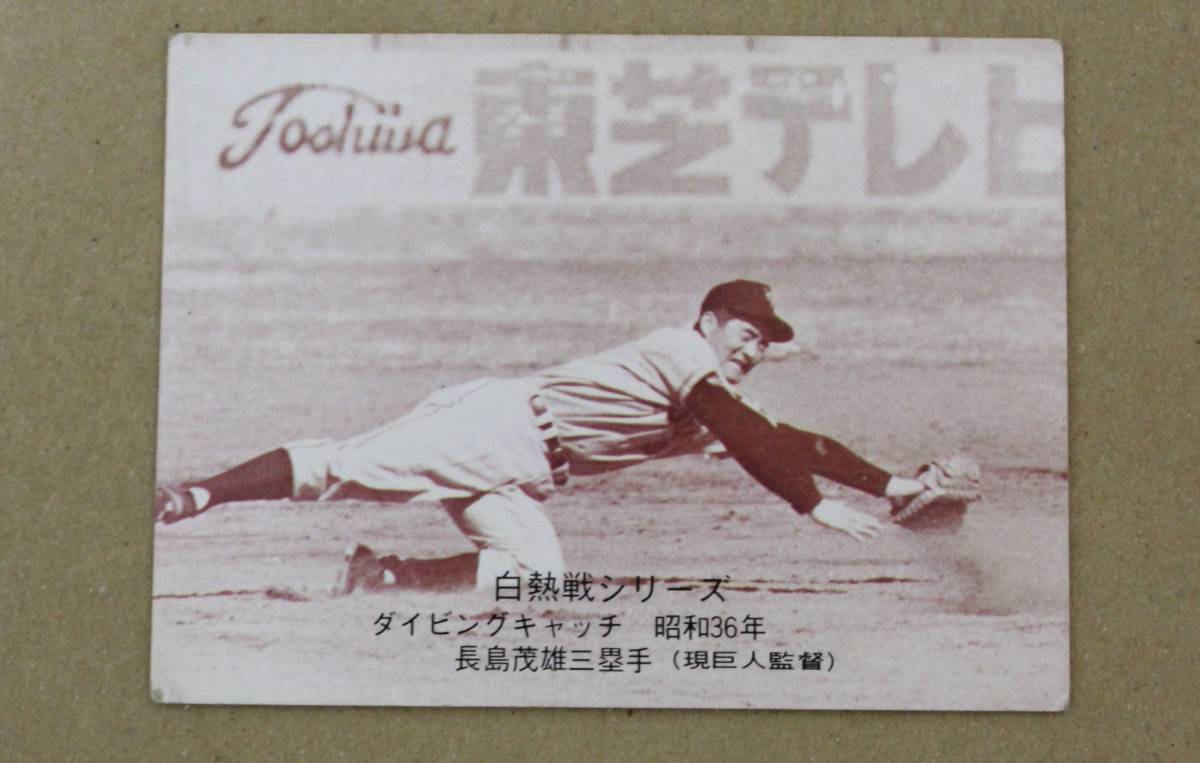 Toshiba 東芝テレビ
白熱戦シリーズ
ダイビングキャッチ　昭和36年
長島茂雄三塁手（現巨人監督）